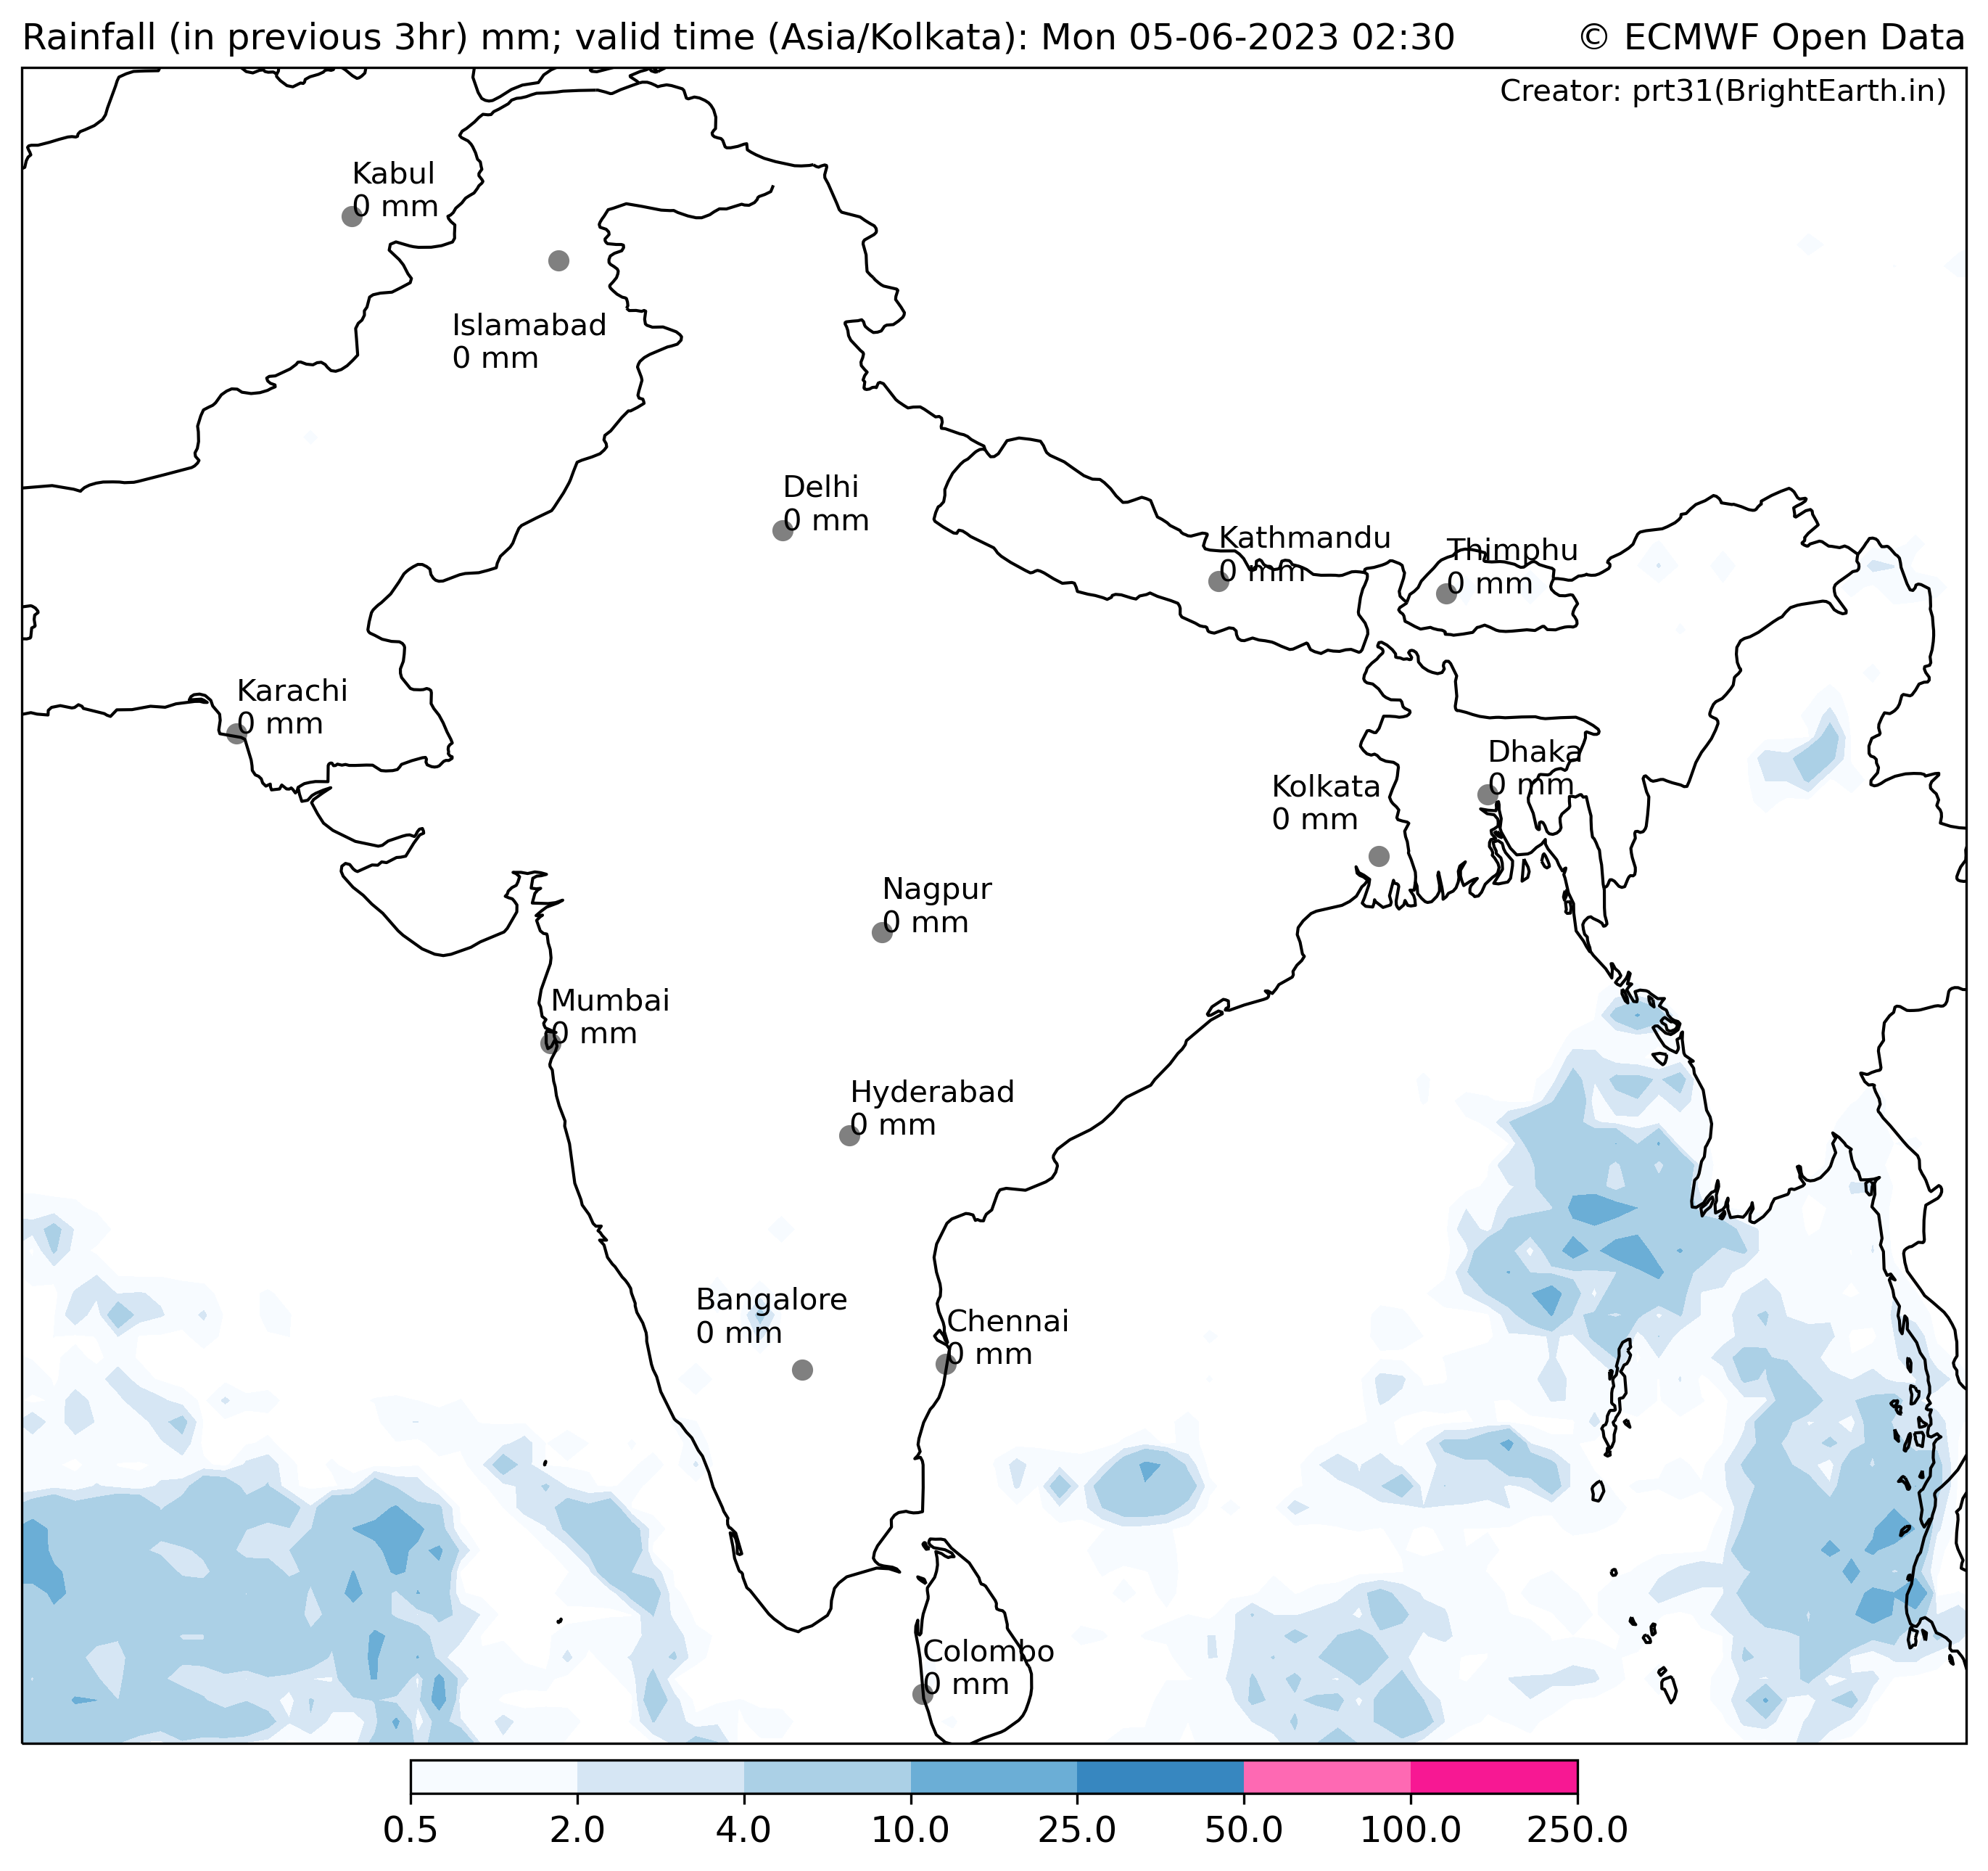 Rainfall (in previous 3hr) mm; valid time (Asia/Kolkata): Mon 05-06-2023 02:30
© ECMWF Open Data
Creator: prt31(BrightEarth.in)
Kabul
0 mm
Islamabad
0 mm
Delhi
0 mm
Kathmandu
0 mm
Thimphu
0 mm
Karachi
0 mm
Dhaka
0 mm
Kolkata
0 mm
Nagpur
0 mm
Mumbai
0 mm
Hyderabad
0 mm
Bangalore
0 mm
Chennai
0 mm
Colombo
0 mm
0.5 2.0 4.0 10.0 25.0 50.0 100.0 250.0